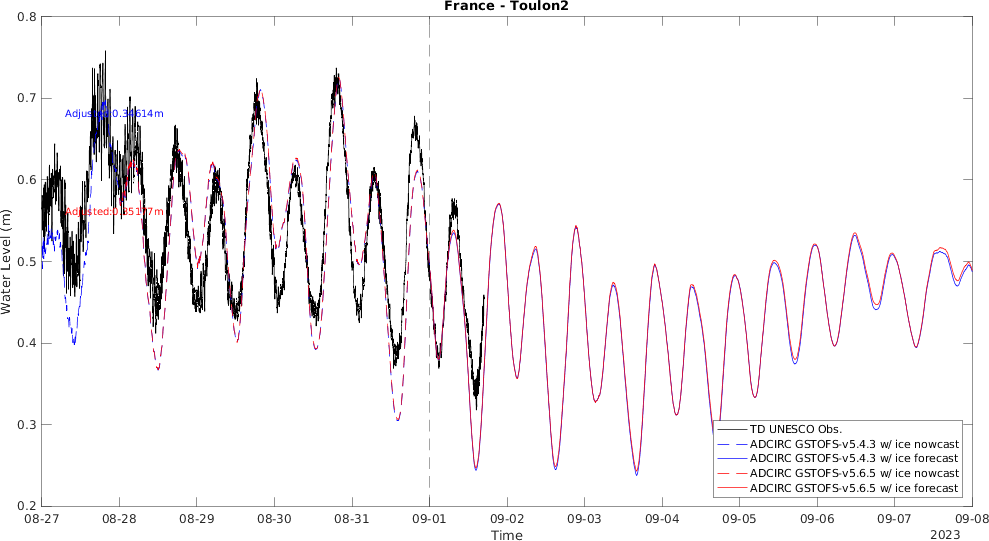 France - Toulon2
0.8
0.7
0.6
0.5
0.4
0.3
0.2
Water Level (m)
Adjusted:0.34614m
TD UNESCO Obs.
ADCIRC GSTOFS-v5.4.3 w/ ice nowcast
ADCIRC GSTOFS-v5.4.3 w/ ice forecast
ADCIRC GSTOFS-v5.6.5 w/ ice nowcast
ADCIRC GSTOFS-v5.6.5 w/ ice forecast
08-27 08-28 08-29 08-30 08-31 09-01 09-02 09-03 09-04 09-05 09-06 09-07 09-08
Time
2023